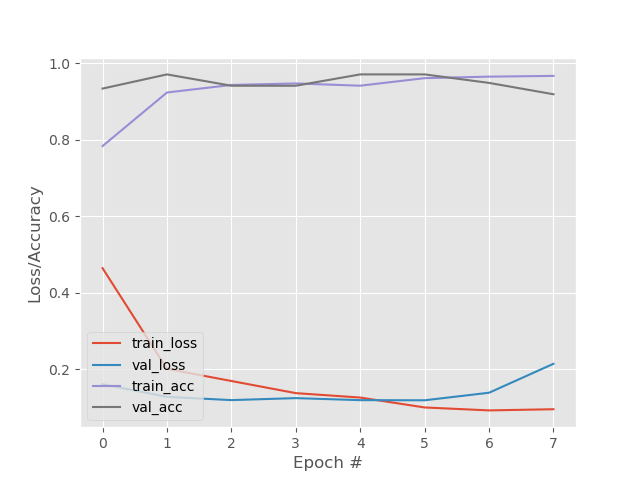 1.0
0.8
0.6
0.4
0.2
Loss/Accuracy
train_loss
val_loss
train_acc
val_acc
0 1 2 3 4 5 6 7
Epoch #